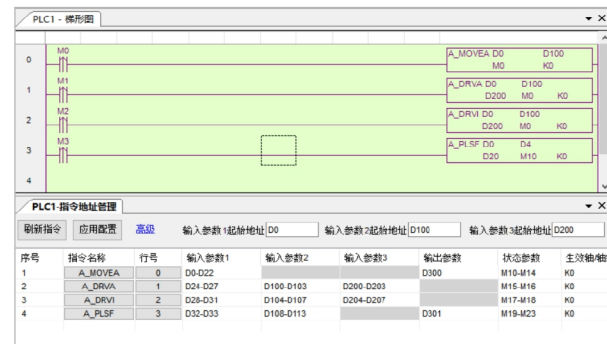 PLC1 - 梯形图
0 M0 A_MOVEA D0 D100
M0 K0
1 M1 A_DRVA D0 D100
D200 M0 K0
2 M2 A_DRVI D0 D100
D200 M0 K0
3 M3 A_PLSF D0 D4
D20 M10 K0
4
PLC1-指令地址管理
刷新指令 应用配置 高级 输入参数1起始地址 D0 输入参数2起始地址 D100 输入参数3起始地址 D200
序号 指令名称 行号 输入参数1 输入参数2 输入参数3 输出参数 状态参数 生效轴/轴
1 A_MOVEA 0 D0-D22 D300 M10-M14 K0
2 A_DRVA 1 D24-D27 D100-D103 D200-D203 M15-M16 K0
3 A_DRVI 2 D28-D31 D104-D107 D204-D207 M17-M18 K0
4 A_PLSF 3 D32-D33 D108-D113 D301 M19-M23 K0